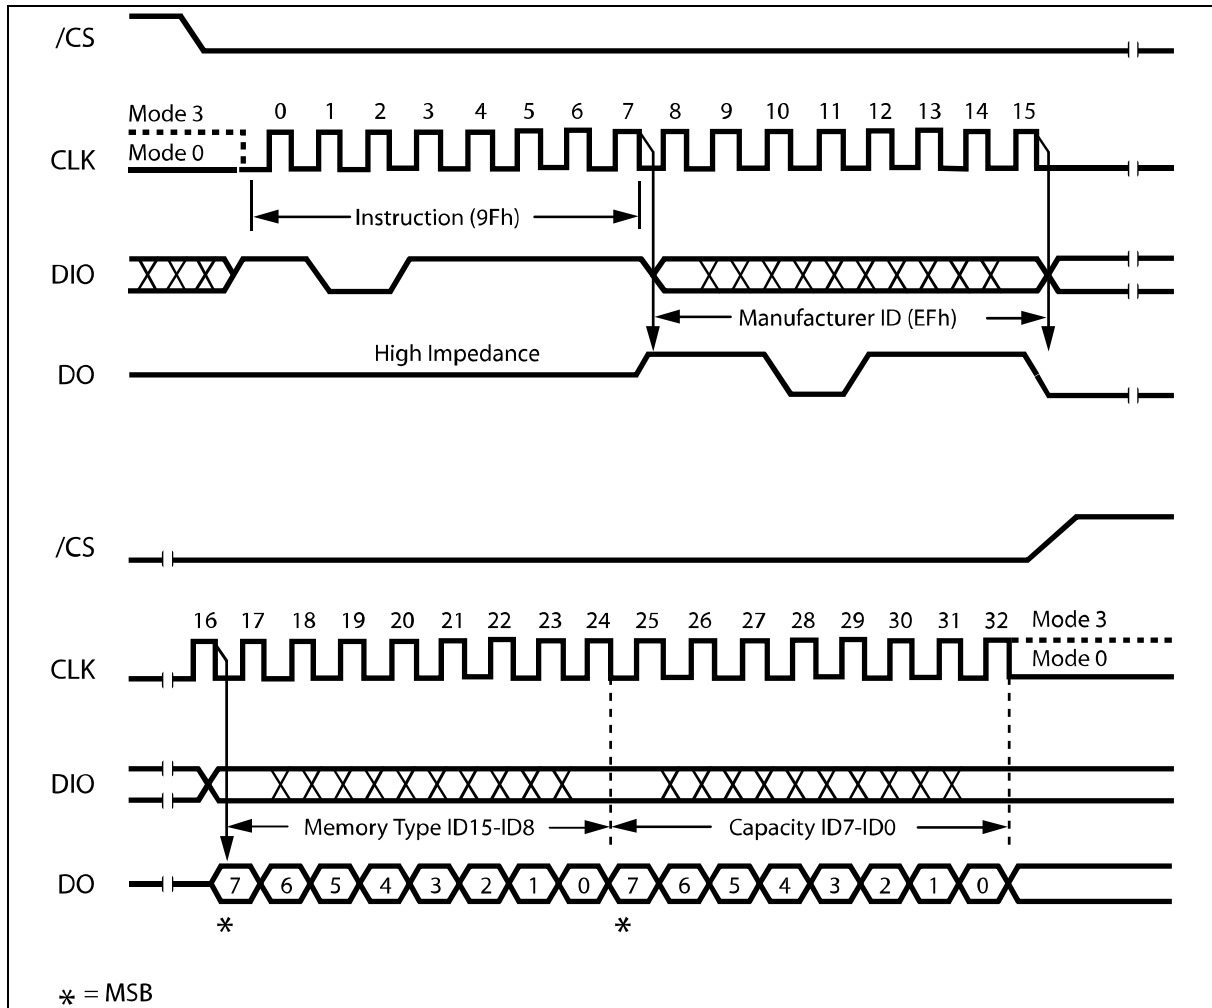 /CS
Mode 3
0 1 2 3 4 5 6 7 8 9 10 11 12 13 14 15
CLK
Mode 0
Instruction (9Fh)
DIO
Manufacturer ID (EFh)
High Impedance
DO
/CS
16 17 18 19 20 21 22 23 24 25 26 27 28 29 30 31 32
Mode 3
CLK
Mode 0
DIO
Memory Type ID15-ID8
Capacity ID7-ID0
DO
7 6 5 4 3 2 1 0 7 6 5 4 3 2 1 0
* *
* = MSB